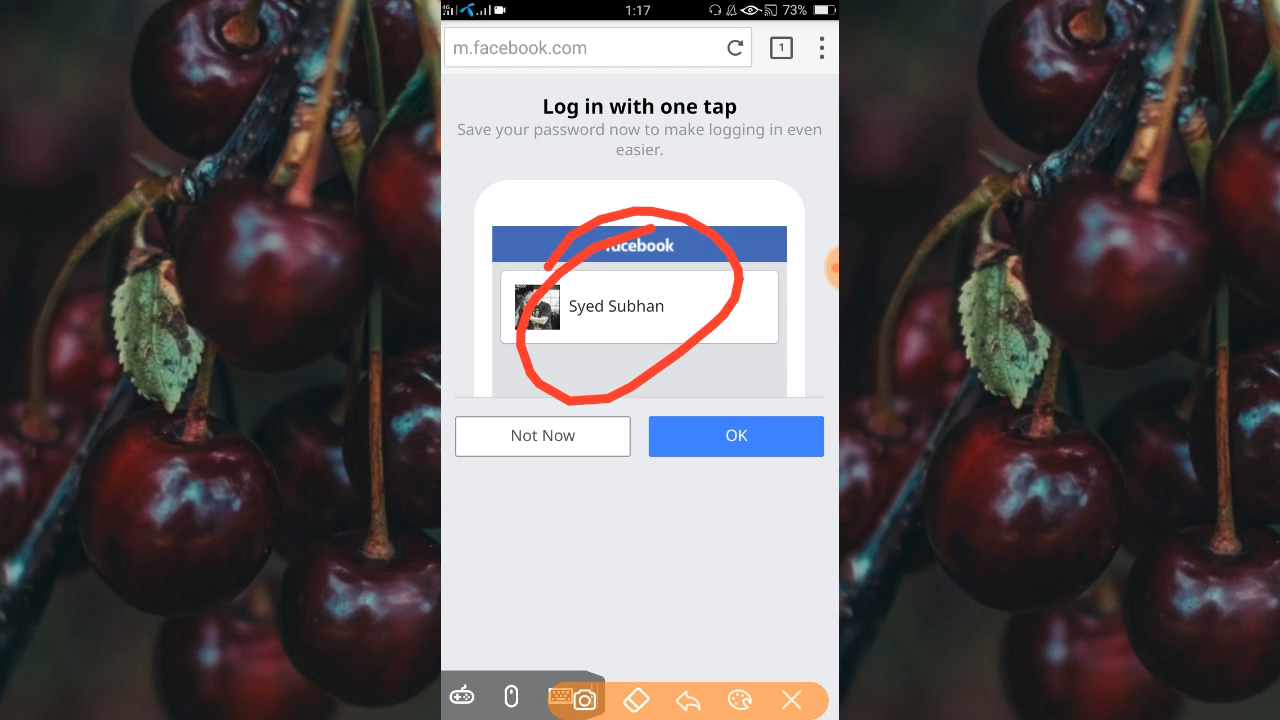 1:17
73%
m.facebook.com
1
Log in with one tap
Save your password now to make logging in even
easier.
facebook
Syed Subhan
Not Now
OK